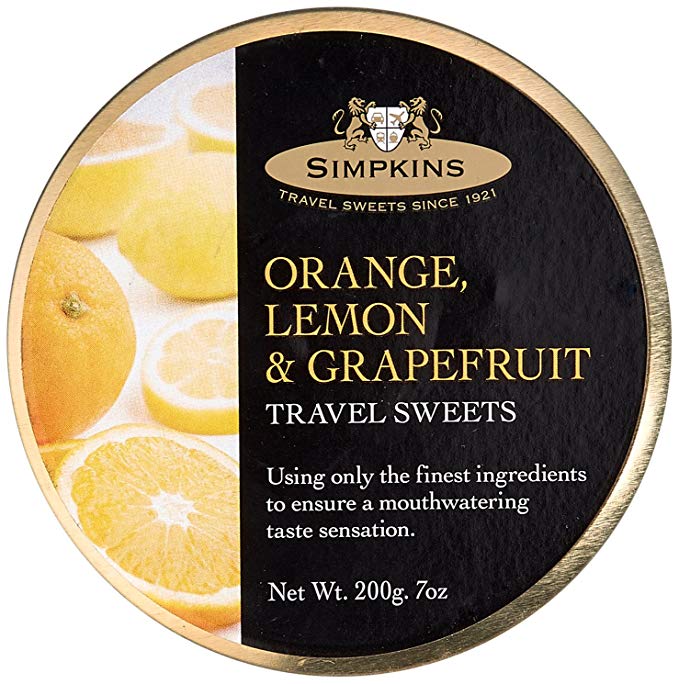 SIMPKINS
TRAVEL SWEETS SINCE 1921
ORANGE,
LEMON
& GRAPEFRUIT
TRAVEL SWEETS
Using only the finest ingredients
to ensure a mouthwatering
taste sensation.
Net Wt. 200g. 7oz